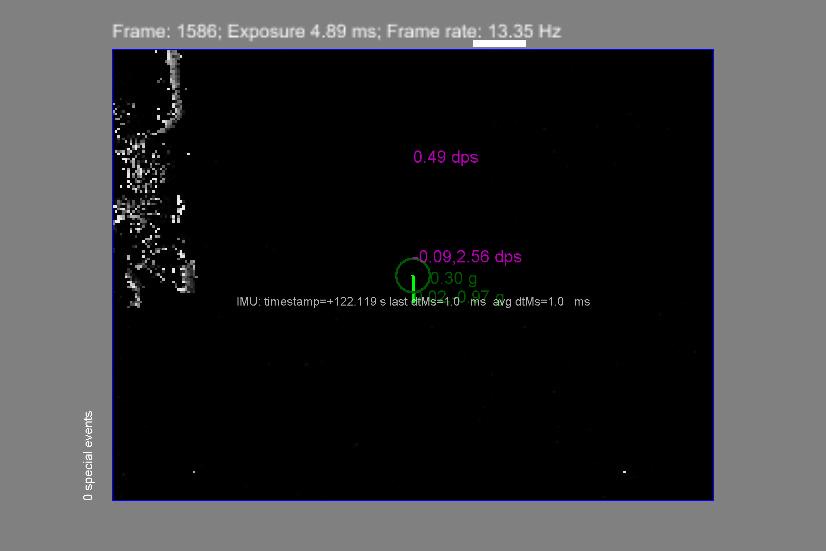 Frame: 1586; Exposure 4.89 ms; Frame rate: 13.35 Hz
0.49 dps
-0.09,2.56 dps
0.30 g
0.97 g
IMU: timestamp=+122.119 s last dtMs=1.0 ms avg dtMs=1.0 ms
0 special events